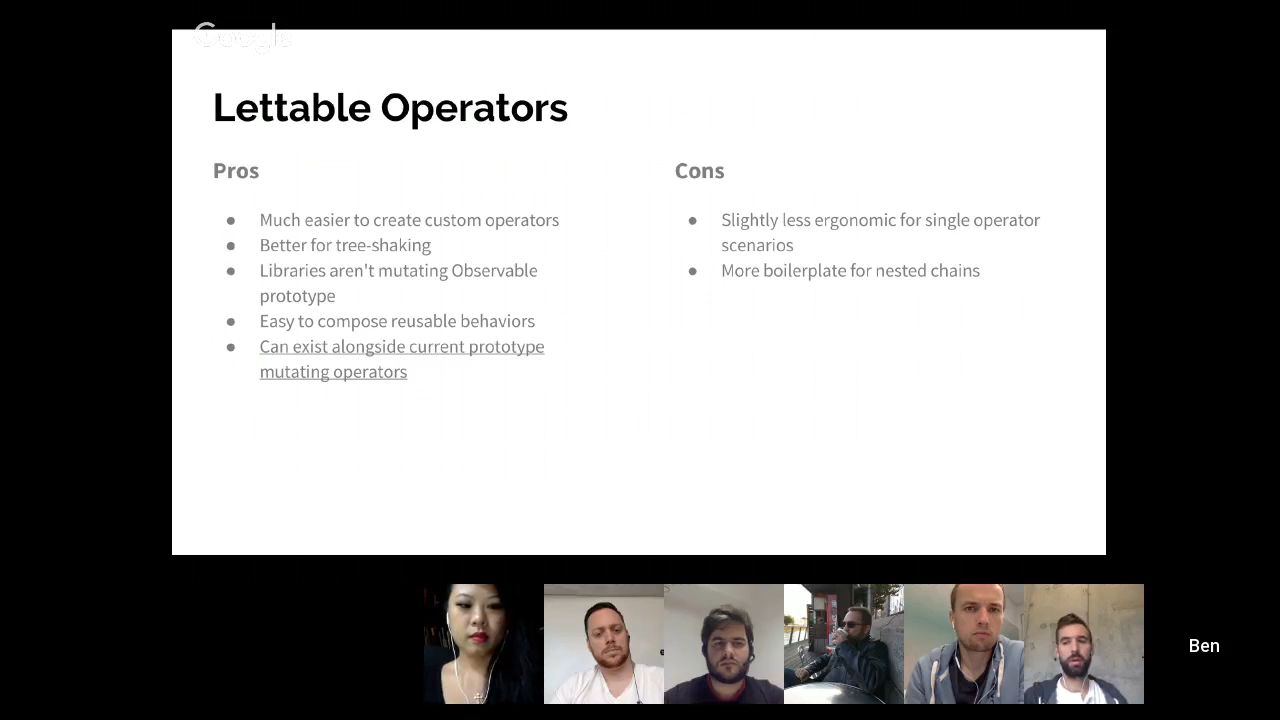 Google
Lettable Operators
Pros
● Much easier to create custom operators
● Better for tree-shaking
● Libraries aren't mutating Observable
prototype
● Easy to compose reusable behaviors
● Can exist alongside current prototype
mutating operators
Cons
● Slightly less ergonomic for single operator
scenarios
● More boilerplate for nested chains
Ben